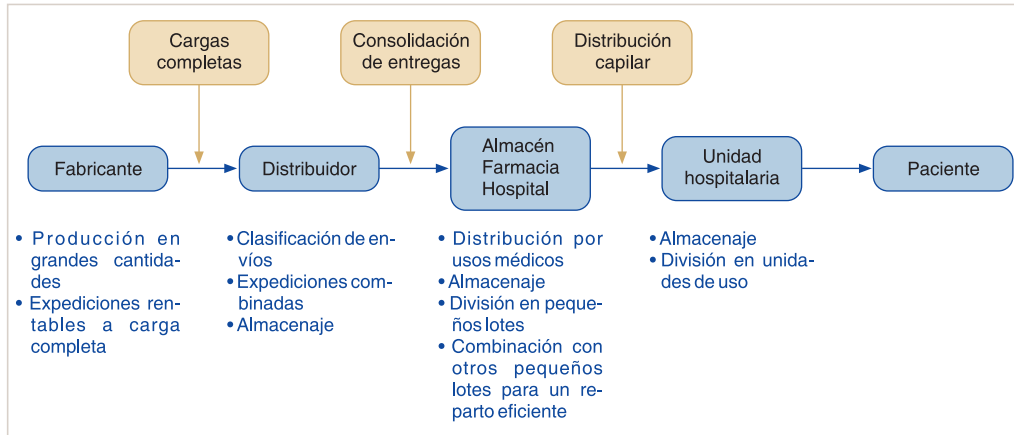 Cargas
completas
Consolidación
de entregas
Distribución
capilar
Fabricante
Distribuidor
Almacén
Farmacia
Hospital
Unidad
hospitalaria
Paciente
• Producción en
grandes cantida-
des
• Expediciones ren-
tables a carga
completa
• Clasificación de en-
víos
• Expediciones com-
binadas
• Almacenaje
• Distribución por
usos médicos
• Almacenaje
• División en peque-
ños lotes
• Combinación con
otros pequeños
lotes para un re-
parto eficiente
• Almacenaje
• División en unida-
des de uso